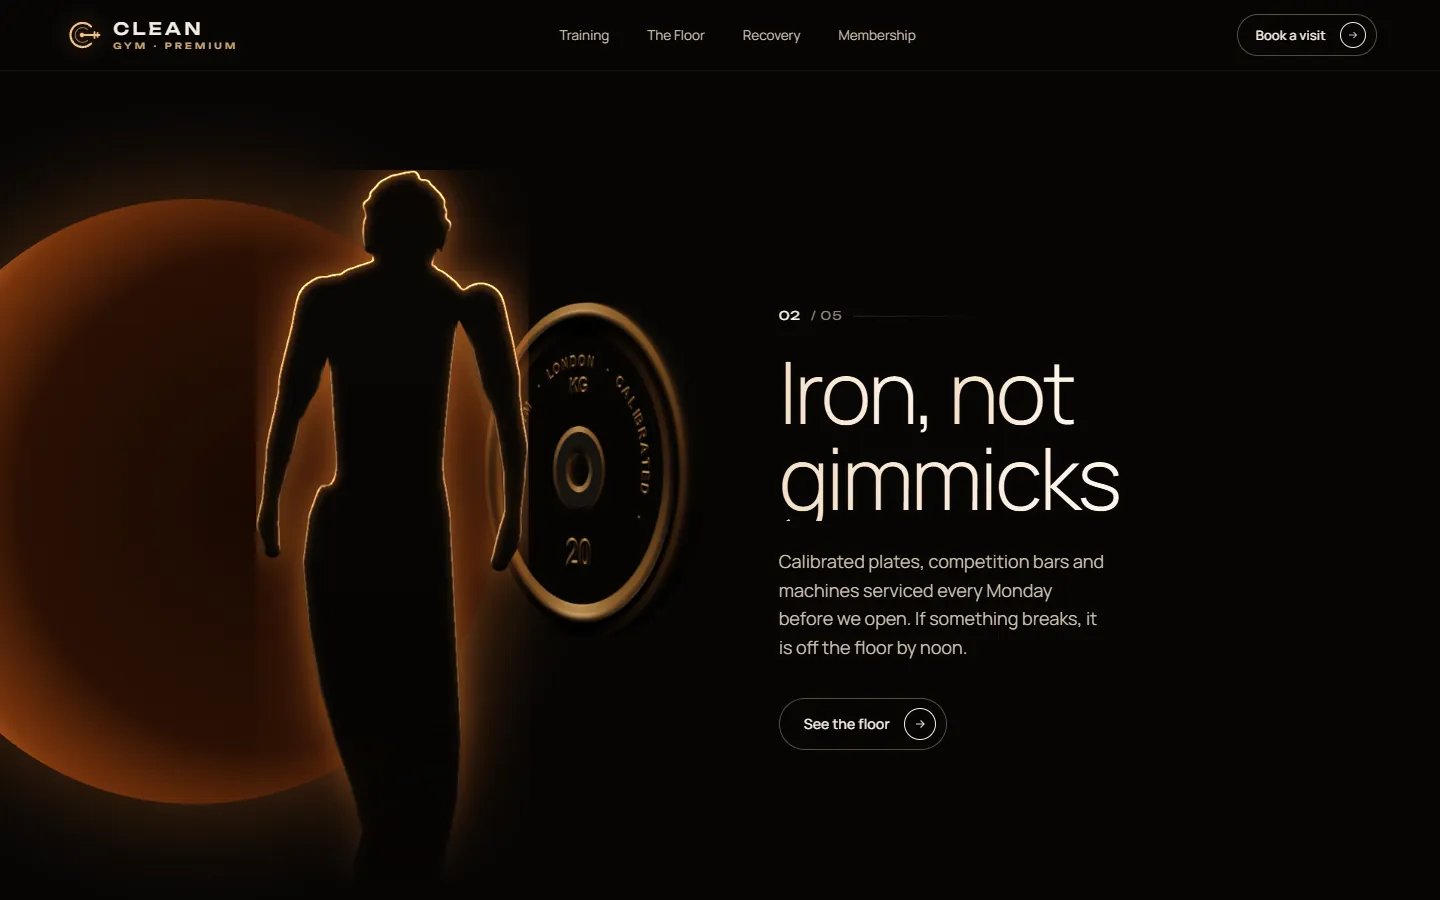 CLEAN
GYM · PREMIUM
Training
The Floor
Recovery
Membership
Book a visit
LONDON · CALIBRATED ·
KG
20
02 / 05
Iron, not
gimmicks
Calibrated plates, competition bars and
machines serviced every Monday
before we open. If something breaks, it
is off the floor by noon.
See the floor